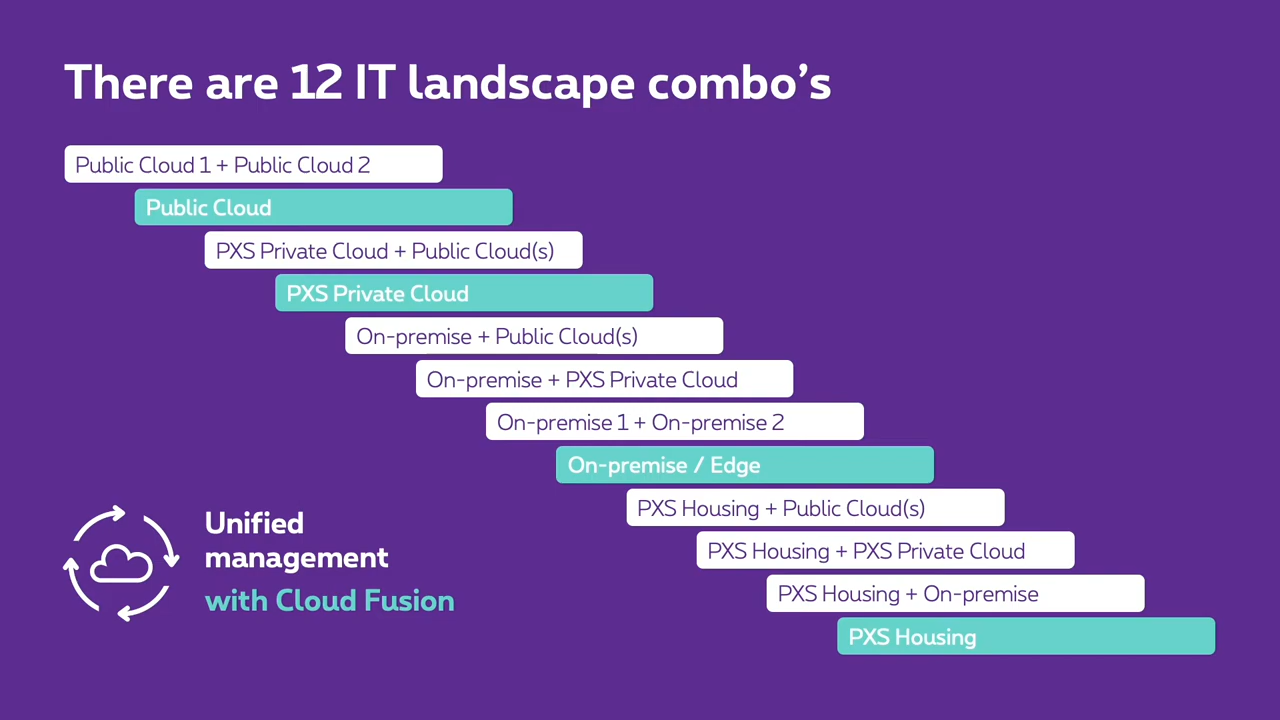 There are 12 IT landscape combo’s
Public Cloud 1 + Public Cloud 2
Public Cloud
PXS Private Cloud + Public Cloud(s)
PXS Private Cloud
On-premise + Public Cloud(s)
On-premise + PXS Private Cloud
On-premise 1 + On-premise 2
On-premise / Edge
PXS Housing + Public Cloud(s)
PXS Housing + PXS Private Cloud
PXS Housing + On-premise
PXS Housing
Unified
management
with Cloud Fusion